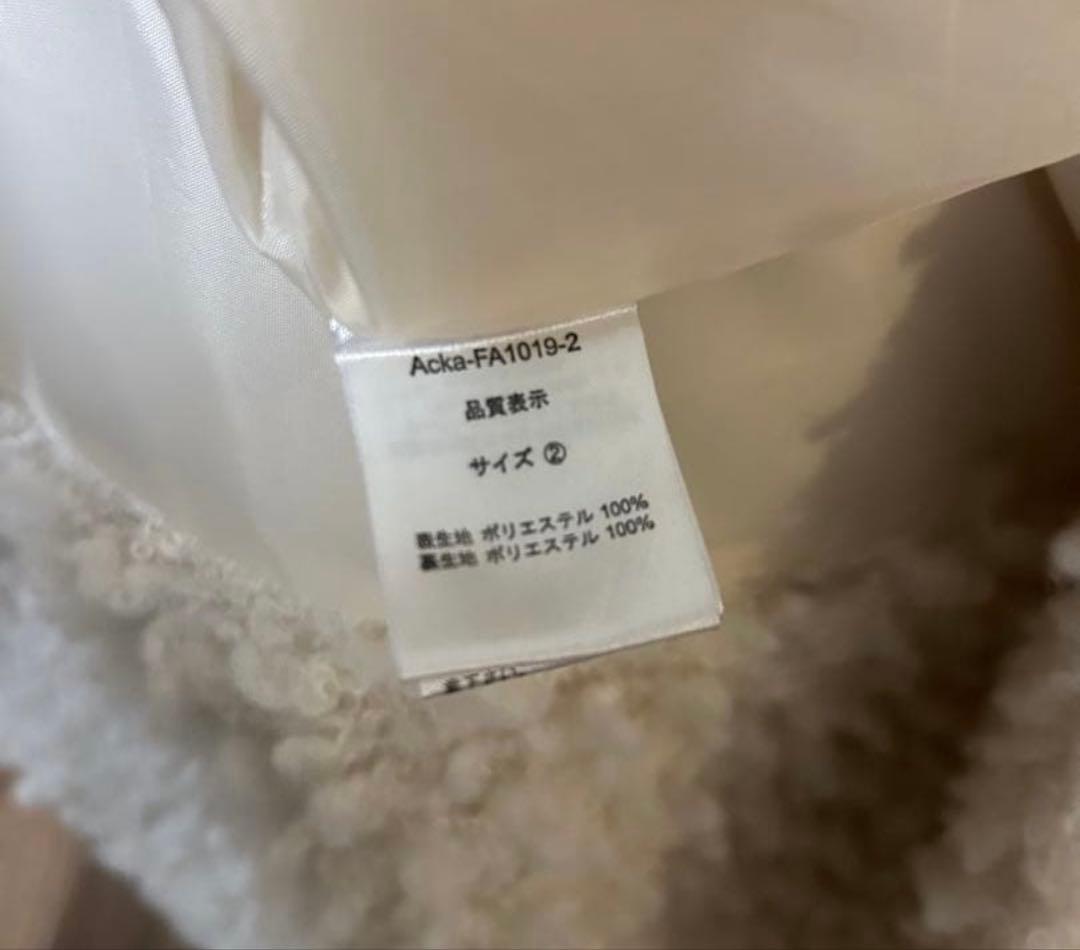 Acka-FA1019-2
品質表示
サイズ ②
表生地 ポリエステル 100%
裏生地 ポリエステル 100%